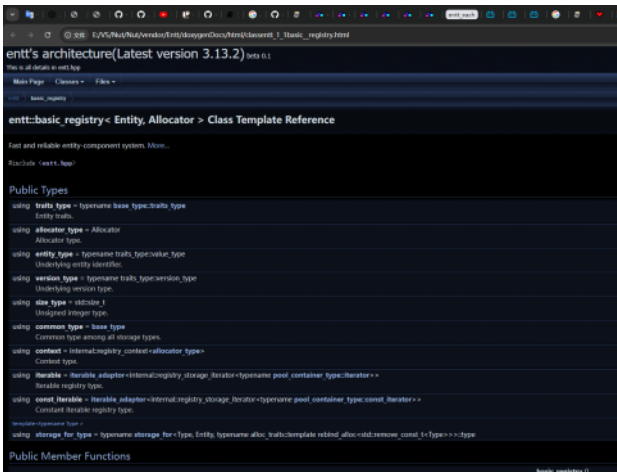 entt_each
文件 E:/VS/Nut/Nut/vendor/Entt/doxygenDocs/html/classentt_1_1basic__registry.html
entt's architecture(Latest version 3.13.2) beta 0.1
This is all details in entt.hpp
Main Page Classes Files
entt basic_registry
entt::basic_registry< Entity, Allocator > Class Template Reference
Fast and reliable entity-component system. More...
#include <entt.hpp>
Public Types
using traits_type = typename base_type::traits_type
Entity traits.
using allocator_type = Allocator
Allocator type.
using entity_type = typename traits_type::value_type
Underlying entity identifier.
using version_type = typename traits_type::version_type
Underlying version type.
using size_type = std::size_t
Unsigned integer type.
using common_type = base_type
Common type among all storage types.
using context = internal::registry_context<allocator_type>
Context type.
using iterable = iterable_adaptor<internal::registry_storage_iterator<typename pool_container_type::iterator>>
Iterable registry type.
using const_iterable = iterable_adaptor<internal::registry_storage_iterator<typename pool_container_type::const_iterator>>
Constant iterable registry type.
template<typename Type >
using storage_for_type = typename storage_for<Type, Entity, typename alloc_traits::template rebind_alloc<std::remove_const_t<Type>>>::type
Public Member Functions
basic_registry ()